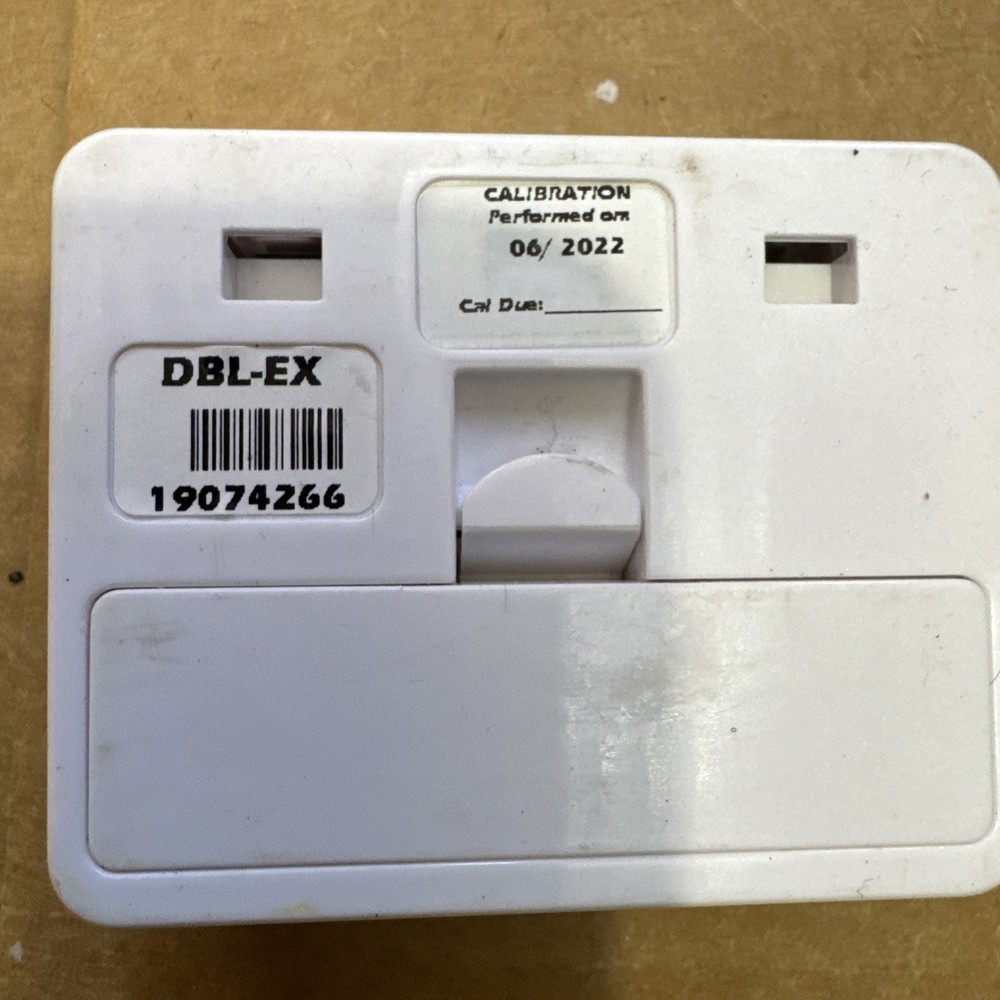 CALIBRATION
Performed on:
06/ 2022
Cal Due:
DBL-EX
19074266